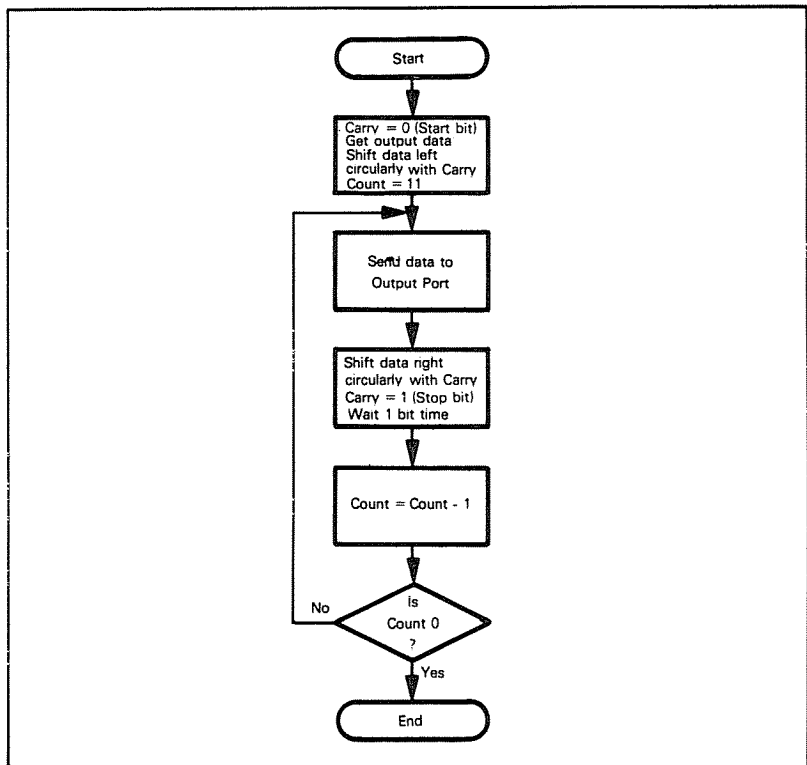 Start
Carry = 0 (Start bit)
Get output data
Shift data left
circularly with Carry
Count = 11
Send data to
Output Port
Shift data right
circularly with Carry
Carry = 1 (Stop bit)
Wait 1 bit time
Count = Count - 1
Is
Count 0
?
No
Yes
End